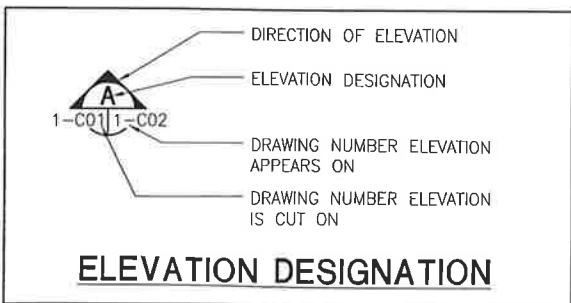 DIRECTION OF ELEVATION
ELEVATION DESIGNATION
A
1-C01 1-C02
DRAWING NUMBER ELEVATION
APPEARS ON
DRAWING NUMBER ELEVATION
IS CUT ON
ELEVATION DESIGNATION